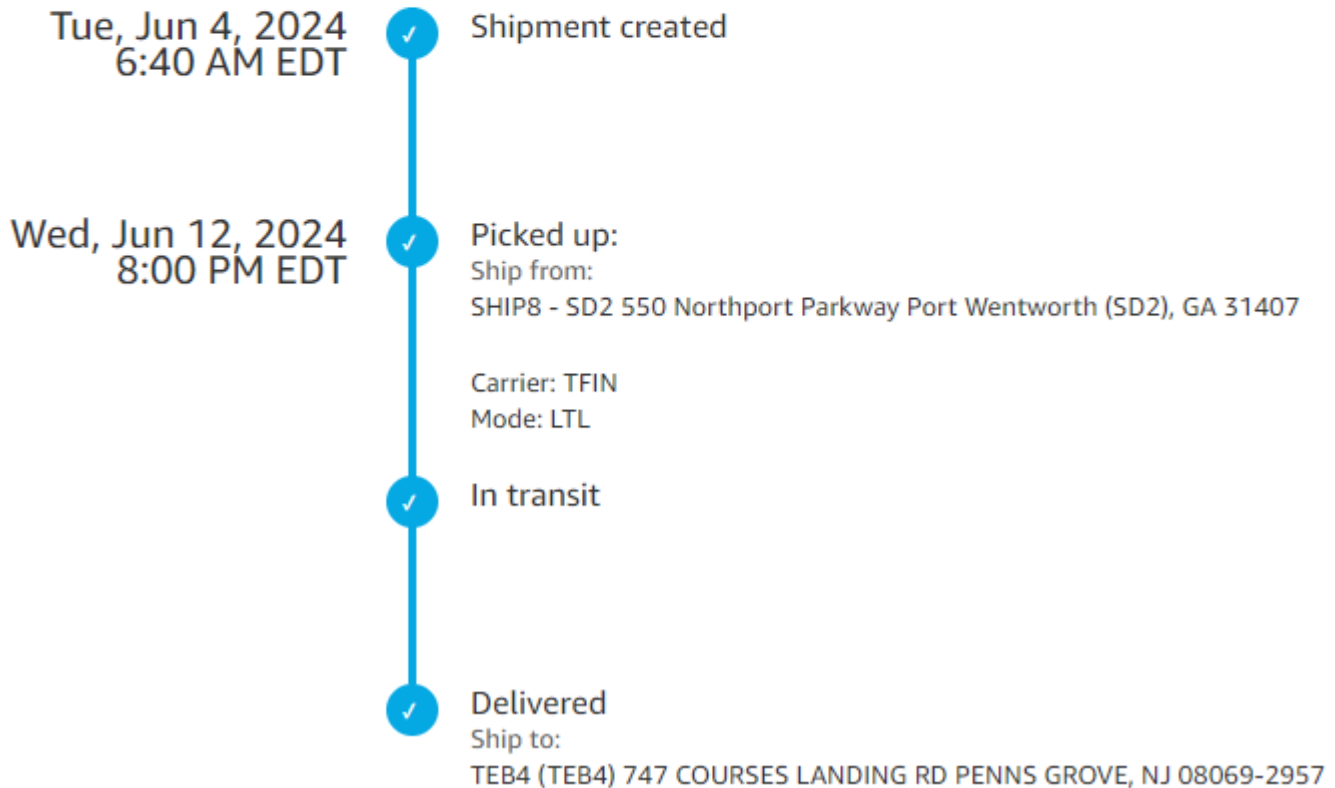 Tue, Jun 4, 2024
6:40 AM EDT
Shipment created
Wed, Jun 12, 2024
8:00 PM EDT
Picked up:
Ship from:
SHIP8 - SD2 550 Northport Parkway Port Wentworth (SD2), GA 31407
Carrier: TFIN
Mode: LTL
In transit
Delivered
Ship to:
TEB4 (TEB4) 747 COURSES LANDING RD PENNS GROVE, NJ 08069-2957